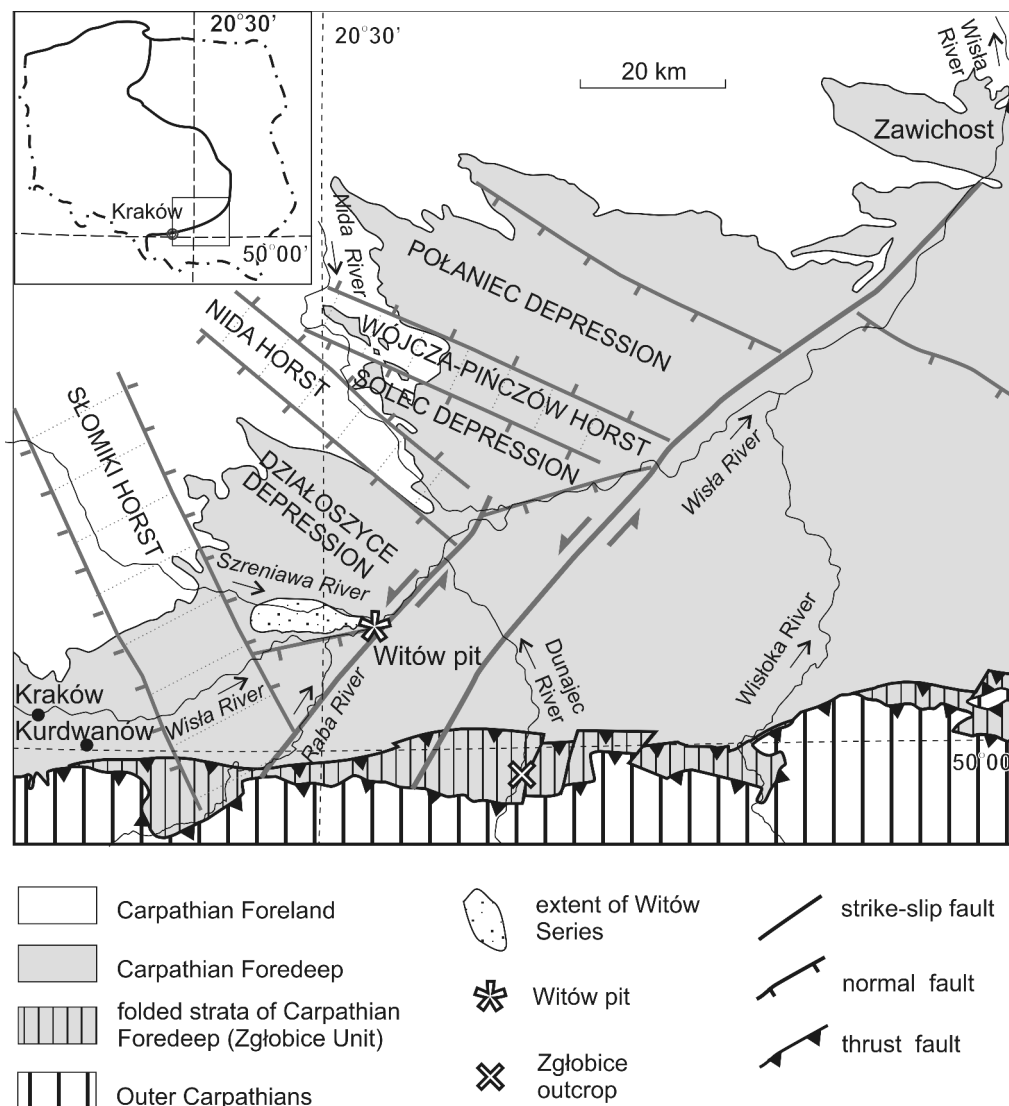 20°30'
20°30'
Kraków
50°00'
20 km
Wisła
River
Zawichost
Nida River
POŁANIEC DEPRESSION
WÓJCZA-PIŃCZÓW HORST
SOLEC DEPRESSION
NIDA HORST
SŁOMIKI HORST
DZIAŁOSZYCE
DEPRESSION
Szreniawa River
Wisła River
Witów pit
Kraków
Kurdwanów
Wisła River
Raba River
Dunajec
River
Wisłoka River
50°00'
Carpathian Foreland
Carpathian Foredeep
folded strata of Carpathian
Foredeep (Zgłobice Unit)
Outer Carpathians
extent of Witów
Series
Witów pit
Zgłobice
outcrop
strike-slip fault
normal fault
thrust fault